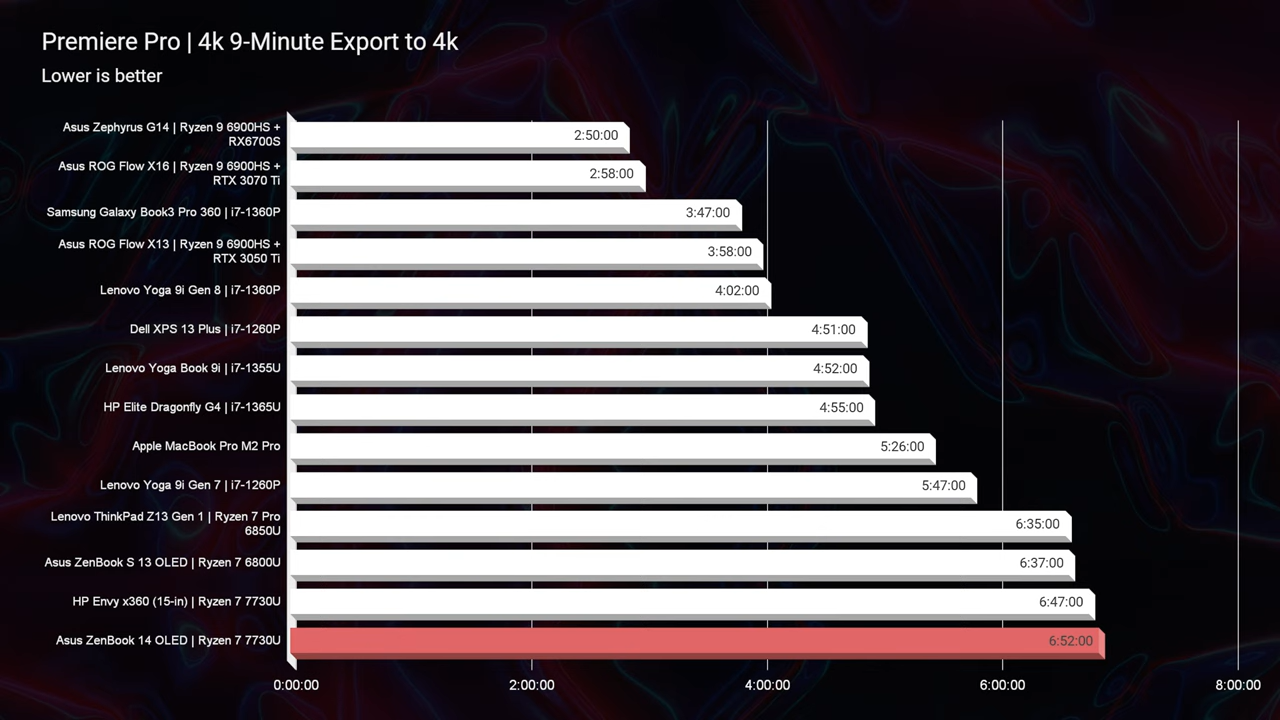 Premiere Pro | 4k 9-Minute Export to 4k
Lower is better
Asus Zephyrus G14 | Ryzen 9 6900HS +
RX6700S
2:50:00
Asus ROG Flow X16 | Ryzen 9 6900HS +
RTX 3070 Ti
2:58:00
Samsung Galaxy Book3 Pro 360 | i7-1360P
3:47:00
Asus ROG Flow X13 | Ryzen 9 6900HS +
RTX 3050 Ti
3:58:00
Lenovo Yoga 9i Gen 8 | i7-1360P
4:02:00
Dell XPS 13 Plus | i7-1260P
4:51:00
Lenovo Yoga Book 9i | i7-1355U
4:52:00
HP Elite Dragonfly G4 | i7-1365U
4:55:00
Apple MacBook Pro M2 Pro
5:26:00
Lenovo Yoga 9i Gen 7 | i7-1260P
5:47:00
Lenovo ThinkPad Z13 Gen 1 | Ryzen 7 Pro
6850U
6:35:00
Asus ZenBook S 13 OLED | Ryzen 7 6800U
6:37:00
HP Envy x360 (15-in) | Ryzen 7 7730U
6:47:00
Asus ZenBook 14 OLED | Ryzen 7 7730U
6:52:00
0:00:00
2:00:00
4:00:00
6:00:00
8:00:00